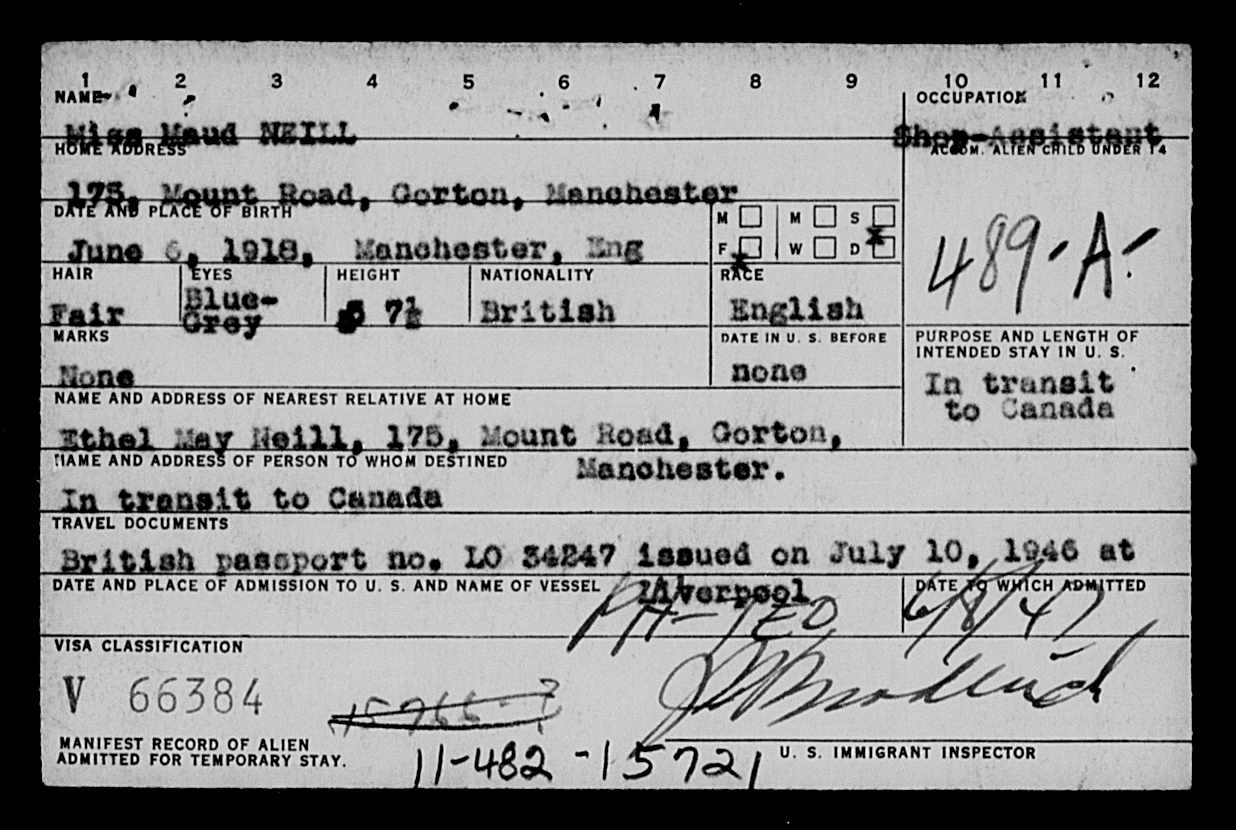 1 2 3 4 5 6 7 8 9 10 11 12
NAME OCCUPATION
Miss Maud NEILL Shop-Assistant
HOME ADDRESS ACCOM. ALIEN CHILD UNDER 14
175, Mount Road, Gorton, Manchester
DATE AND PLACE OF BIRTH M M S
June 6, 1918, Manchester, Eng F x W D x
489-A-
HAIR EYES HEIGHT NATIONALITY RACE
Fair Blue-Grey 5 7½ British English
MARKS DATE IN U. S. BEFORE PURPOSE AND LENGTH OF INTENDED STAY IN U. S.
None none In transit
to Canada
NAME AND ADDRESS OF NEAREST RELATIVE AT HOME
Ethel May Neill, 175, Mount Road, Gorton,
NAME AND ADDRESS OF PERSON TO WHOM DESTINED Manchester.
In transit to Canada
TRAVEL DOCUMENTS
British passport no. LO 34247 issued on July 10, 1946 at
DATE AND PLACE OF ADMISSION TO U. S. AND NAME OF VESSEL Liverpool DATE TO WHICH ADMITTED
6/8/47
VISA CLASSIFICATION
V 66384
MANIFEST RECORD OF ALIEN
ADMITTED FOR TEMPORARY STAY.
11-482-15721
U. S. IMMIGRANT INSPECTOR